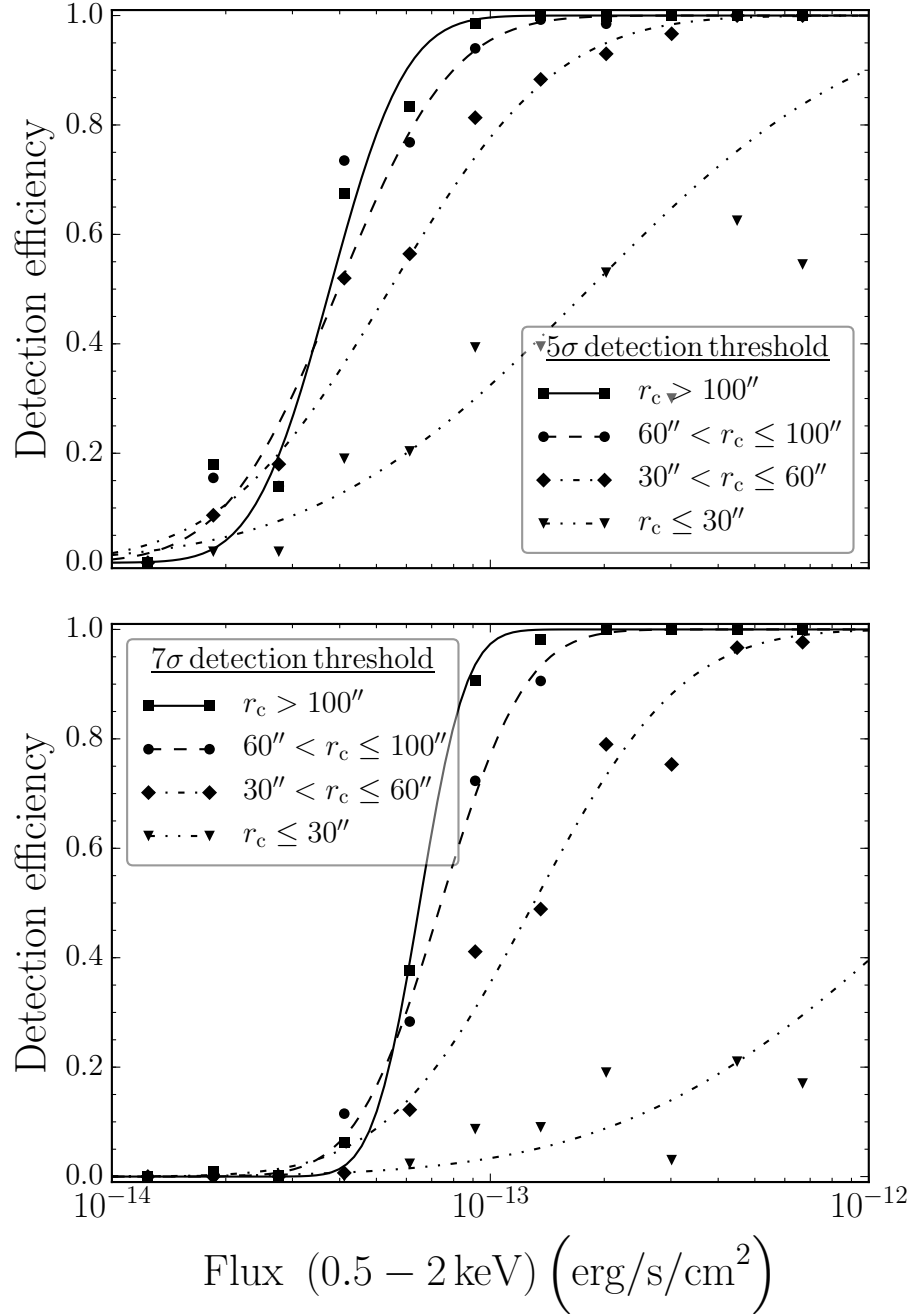 1.0
0.8
0.6
0.4
0.2
0.0
Detection efficiency
5σ detection threshold
r_c > 100″
60″ < r_c ≤ 100″
30″ < r_c ≤ 60″
r_c ≤ 30″
1.0
0.8
0.6
0.4
0.2
0.0
Detection efficiency
7σ detection threshold
r_c > 100″
60″ < r_c ≤ 100″
30″ < r_c ≤ 60″
r_c ≤ 30″
10⁻¹⁴ 10⁻¹³ 10⁻¹²
Flux (0.5 − 2 keV) (erg/s/cm²)